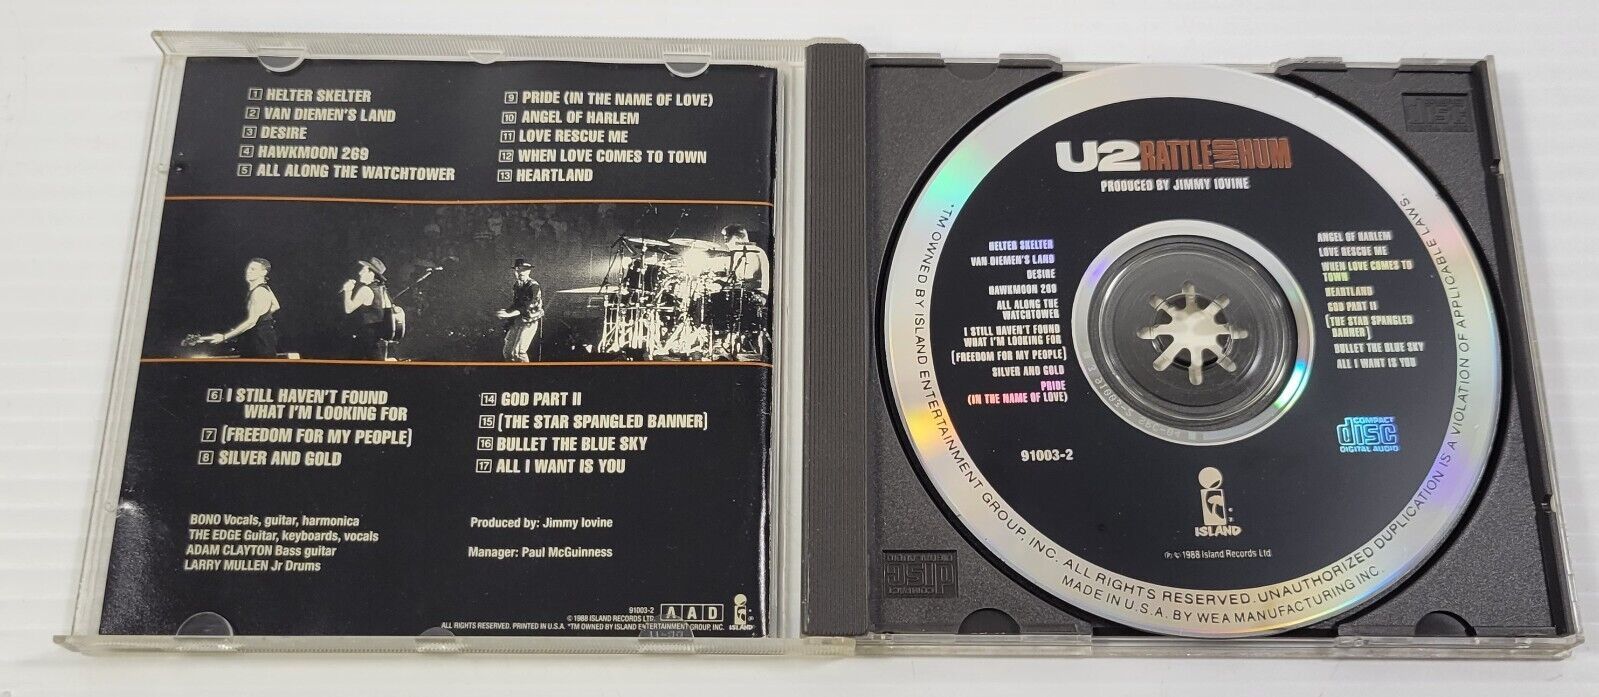 1 HELTER SKELTER
2 VAN DIEMEN'S LAND
3 DESIRE
4 HAWKMOON 269
5 ALL ALONG THE WATCHTOWER
9 PRIDE (IN THE NAME OF LOVE)
10 ANGEL OF HARLEM
11 LOVE RESCUE ME
12 WHEN LOVE COMES TO TOWN
13 HEARTLAND
6 I STILL HAVEN'T FOUND
WHAT I'M LOOKING FOR
7 (FREEDOM FOR MY PEOPLE)
8 SILVER AND GOLD
14 GOD PART II
15 (THE STAR SPANGLED BANNER)
16 BULLET THE BLUE SKY
17 ALL I WANT IS YOU
BONO Vocals, guitar, harmonica
THE EDGE Guitar, keyboards, vocals
ADAM CLAYTON Bass guitar
LARRY MULLEN Jr Drums
Produced by: Jimmy Iovine
Manager: Paul McGuinness
91003-2
AAD
© 1988 ISLAND RECORDS LTD.
ALL RIGHTS RESERVED. PRINTED IN U.S.A. *TM OWNED BY ISLAND ENTERTAINMENT GROUP, INC.
ISLAND
U2 RATTLE AND HUM
PRODUCED BY JIMMY IOVINE
HELTER SKELTER
VAN DIEMEN'S LAND
DESIRE
HAWKMOON 269
ALL ALONG THE
WATCHTOWER
I STILL HAVEN'T FOUND
WHAT I'M LOOKING FOR
(FREEDOM FOR MY PEOPLE)
SILVER AND GOLD
PRIDE
(IN THE NAME OF LOVE)
ANGEL OF HARLEM
LOVE RESCUE ME
WHEN LOVE COMES TO
TOWN
HEARTLAND
GOD PART II
(THE STAR SPANGLED
BANNER)
BULLET THE BLUE SKY
ALL I WANT IS YOU
91003-2
COMPACT
disc
DIGITAL AUDIO
ISLAND
℗ © 1988 Island Records Ltd
*TM OWNED BY ISLAND ENTERTAINMENT GROUP, INC. ALL RIGHTS RESERVED. UNAUTHORIZED DUPLICATION IS A VIOLATION OF APPLICABLE LAWS.
MADE IN U.S.A. BY WEA MANUFACTURING INC.
COMPACT
disc